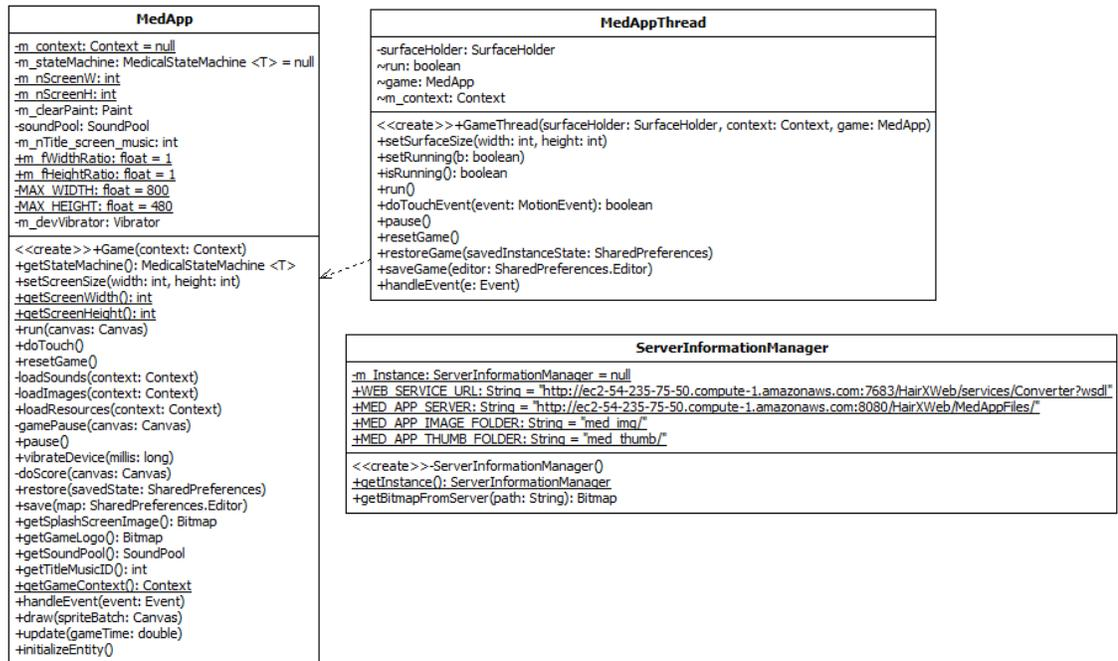 MedApp
-m_context: Context = null
-m_stateMachine: MedicalStateMachine <T> = null
-m_nScreenW: int
-m_nScreenH: int
-m_clearPaint: Paint
-soundPool: SoundPool
-m_nTitle_screen_music: int
+m_fWidthRatio: float = 1
+m_fHeightRatio: float = 1
-MAX_WIDTH: float = 800
-MAX_HEIGHT: float = 480
-m_devVibrator: Vibrator
<<create>>+Game(context: Context)
+getStateMachine(): MedicalStateMachine <T>
+setScreenSize(width: int, height: int)
+getScreenWidth(): int
+getScreenHeight(): int
+run(canvas: Canvas)
+doTouch()
+resetGame()
-loadSounds(context: Context)
-loadImages(context: Context)
+loadResources(context: Context)
-gamePause(canvas: Canvas)
+pause()
+vibrateDevice(millis: long)
-doScore(canvas: Canvas)
+restore(savedState: SharedPreferences)
+save(map: SharedPreferences.Editor)
+getSplashScreenImage(): Bitmap
+getGameLogo(): Bitmap
+getSoundPool(): SoundPool
+getTitleMusicID(): int
+getGameContext(): Context
+handleEvent(event: Event)
+draw(spriteBatch: Canvas)
+update(gameTime: double)
+initializeEntity()
MedAppThread
-surfaceHolder: SurfaceHolder
~run: boolean
~game: MedApp
~m_context: Context
<<create>>+GameThread(surfaceHolder: SurfaceHolder, context: Context, game: MedApp)
+setSurfaceSize(width: int, height: int)
+setRunning(b: boolean)
+isRunning(): boolean
+run()
+doTouchEvent(event: MotionEvent): boolean
+pause()
+resetGame()
+restoreGame(savedInstanceState: SharedPreferences)
+saveGame(editor: SharedPreferences.Editor)
+handleEvent(e: Event)
ServerInformationManager
-m_Instance: ServerInformationManager = null
+WEB_SERVICE_URL: String = "http://ec2-54-235-75-50.compute-1.amazonaws.com:7683/HairXWeb/services/Converter?wsdl"
+MED_APP_SERVER: String = "http://ec2-54-235-75-50.compute-1.amazonaws.com:8080/HairXWeb/MedAppFiles/"
+MED_APP_IMAGE_FOLDER: String = "med_img/"
+MED_APP_THUMB_FOLDER: String = "med_thumb/"
<<create>>-ServerInformationManager()
+getInstance(): ServerInformationManager
+getBitmapFromServer(path: String): Bitmap